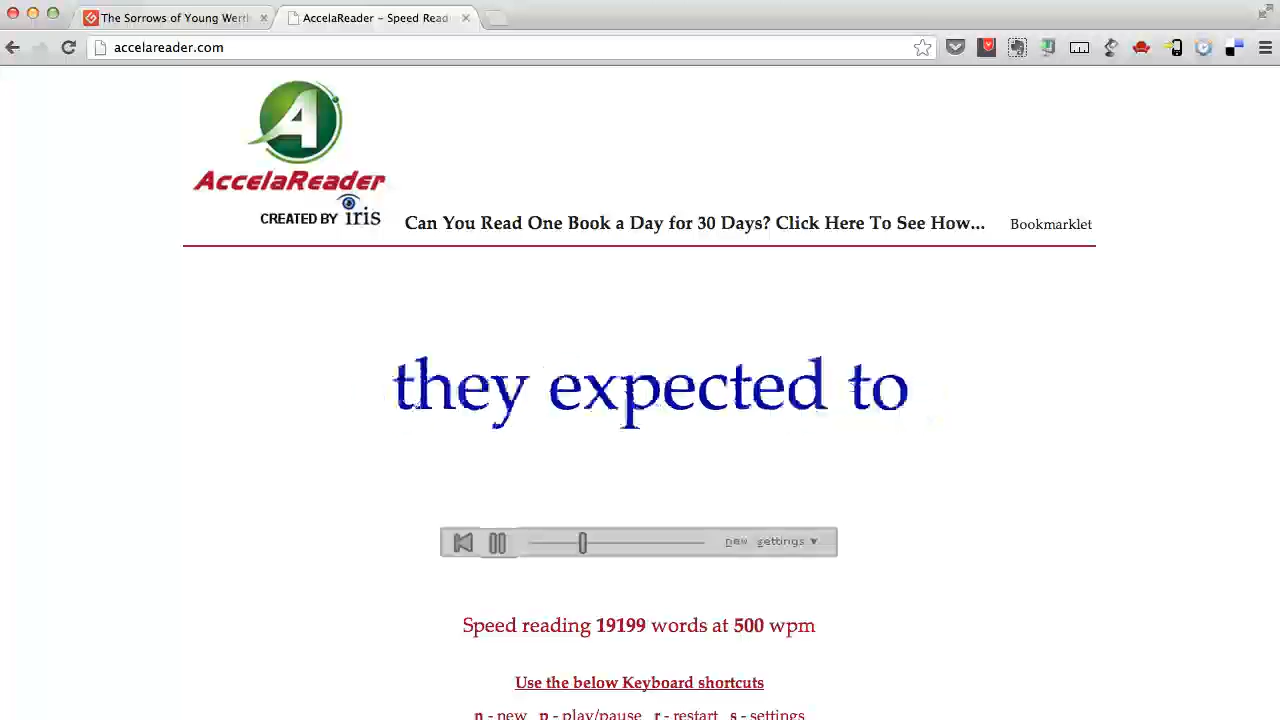 The Sorrows of Young Werth
AccelaReader - Speed Read
accelareader.com
A
AccelaReader
CREATED BY iris
Can You Read One Book a Day for 30 Days? Click Here To See How... Bookmarklet
they expected to
new settings ▼
Speed reading 19199 words at 500 wpm
Use the below Keyboard shortcuts
n - new p - play/pause r - restart s - settings